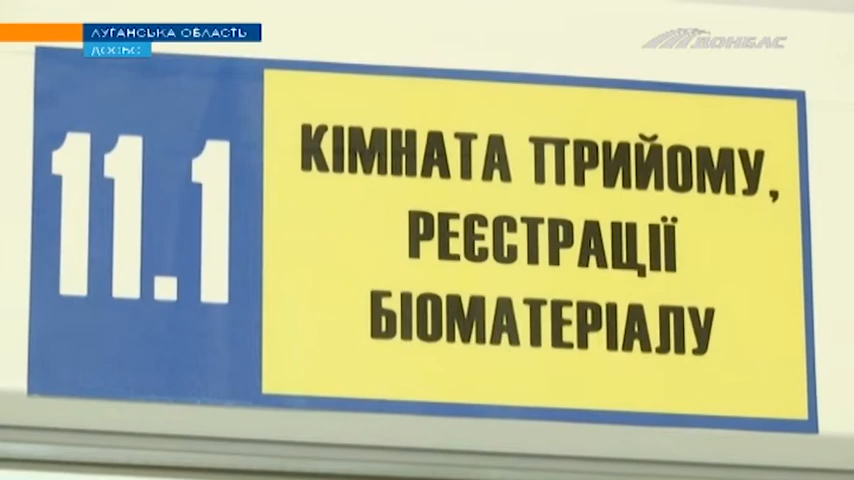 ЛУГАНСЬКА ОБЛАСТЬ
ДОНБАС
11.1
КІМНАТА ПРИЙОМУ,
РЕЄСТРАЦІЇ
БІОМАТЕРІАЛУ